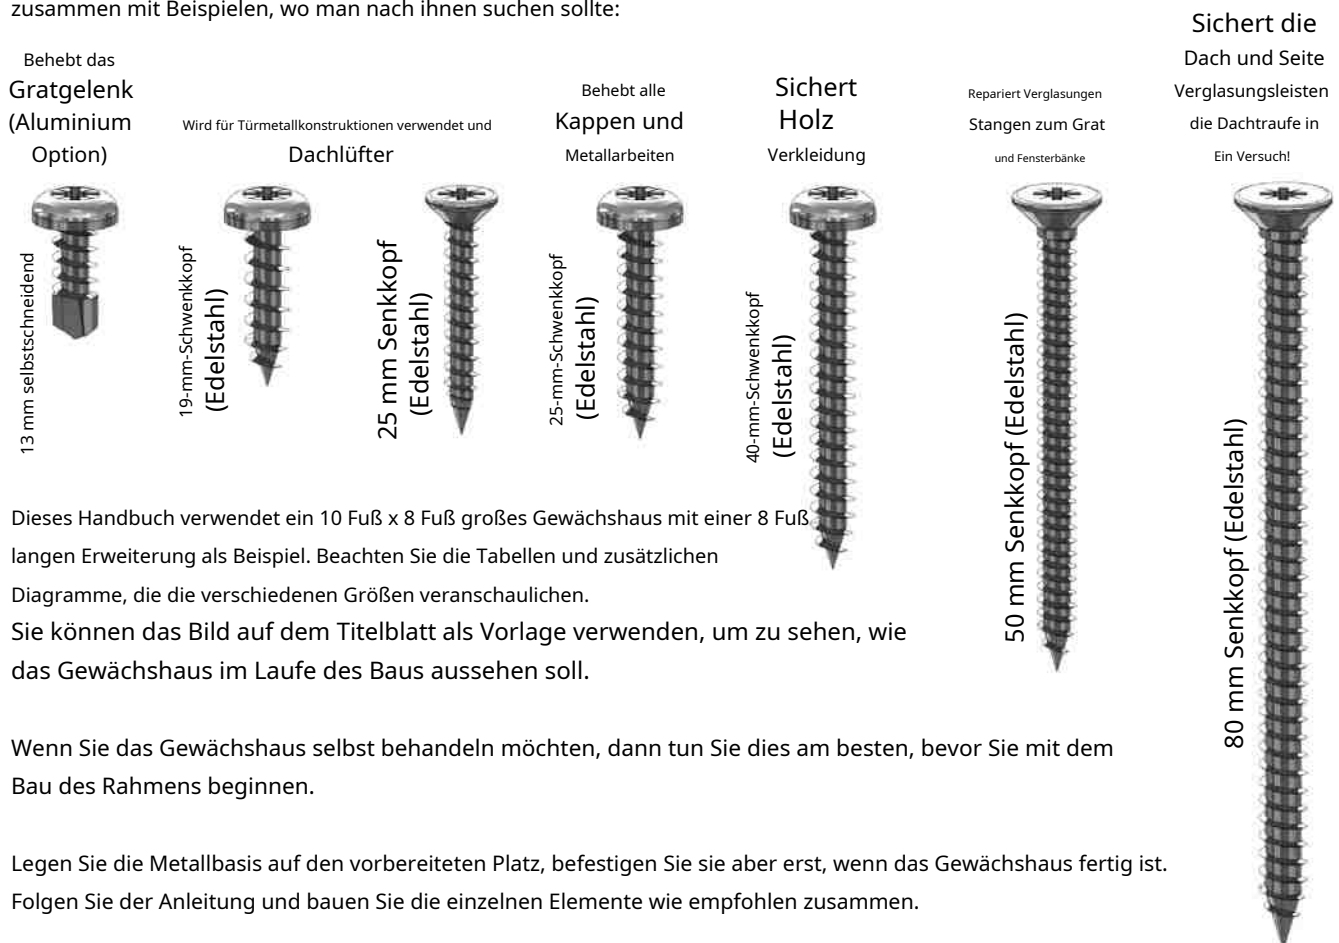 zusammen mit Beispielen, wo man nach ihnen suchen sollte:
Behebt das
Gratgelenk
(Aluminium
Option)
13 mm selbstschneidend
Wird für Türmetallkonstruktionen verwendet und
Dachlüfter
19-mm-Schwenkkopf
(Edelstahl)
25 mm Senkkopf
(Edelstahl)
Behebt alle
Kappen und
Metallarbeiten
25-mm-Schwenkkopf
(Edelstahl)
Sichert
Holz
Verkleidung
40-mm-Schwenkkopf
(Edelstahl)
Repariert Verglasungen
Stangen zum Grat
und Fensterbänke
50 mm Senkkopf (Edelstahl)
Sichert die
Dach und Seite
Verglasungsleisten
die Dachtraufe in
Ein Versuch!
80 mm Senkkopf (Edelstahl)
Dieses Handbuch verwendet ein 10 Fuß x 8 Fuß großes Gewächshaus mit einer 8 Fuß
langen Erweiterung als Beispiel. Beachten Sie die Tabellen und zusätzlichen
Diagramme, die die verschiedenen Größen veranschaulichen.
Sie können das Bild auf dem Titelblatt als Vorlage verwenden, um zu sehen, wie
das Gewächshaus im Laufe des Baus aussehen soll.
Wenn Sie das Gewächshaus selbst behandeln möchten, dann tun Sie dies am besten, bevor Sie mit dem
Bau des Rahmens beginnen.
Legen Sie die Metallbasis auf den vorbereiteten Platz, befestigen Sie sie aber erst, wenn das Gewächshaus fertig ist.
Folgen Sie der Anleitung und bauen Sie die einzelnen Elemente wie empfohlen zusammen.